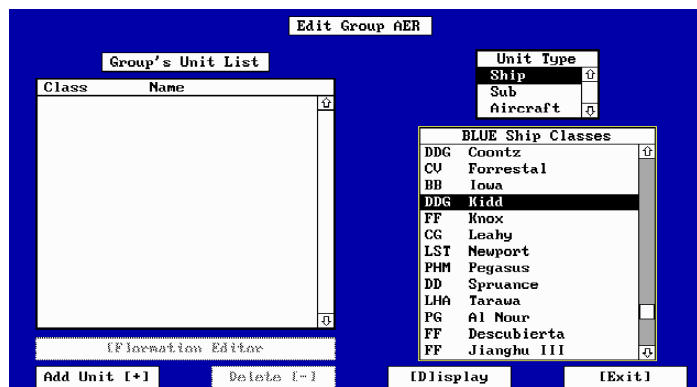 Edit Group AER
Group's Unit List
Class Name
[F]ormation Editor
Add Unit [+] Delete [-]
Unit Type
Ship
Sub
Aircraft
BLUE Ship Classes
DDG Coontz
CV Forrestal
BB Iowa
DDG Kidd
FF Knox
CG Leahy
LST Newport
PHM Pegasus
DD Spruance
LHA Tarawa
PG Al Nour
FF Descubierta
FF Jianghu III
[D]isplay [Exit]